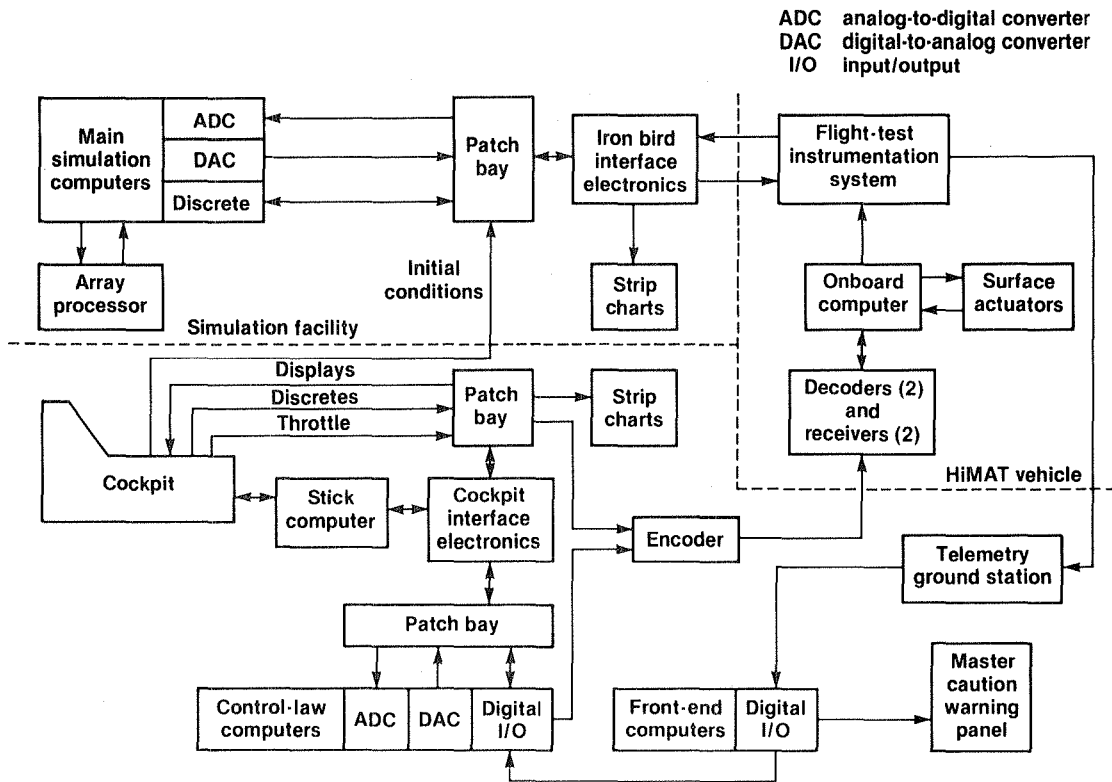 ADC analog-to-digital converter
DAC digital-to-analog converter
I/O input/output
Main
simulation
computers
ADC
DAC
Discrete
Patch
bay
Iron bird
interface
electronics
Flight-test
instrumentation
system
Array
processor
Initial
conditions
Strip
charts
Onboard
computer
Surface
actuators
Simulation facility
Displays
Discretes
Throttle
Patch
bay
Strip
charts
Decoders (2)
and
receivers (2)
HiMAT vehicle
Cockpit
Stick
computer
Cockpit
interface
electronics
Encoder
Telemetry
ground station
Patch bay
Control-law
computers
ADC
DAC
Digital
I/O
Front-end
computers
Digital
I/O
Master
caution
warning
panel